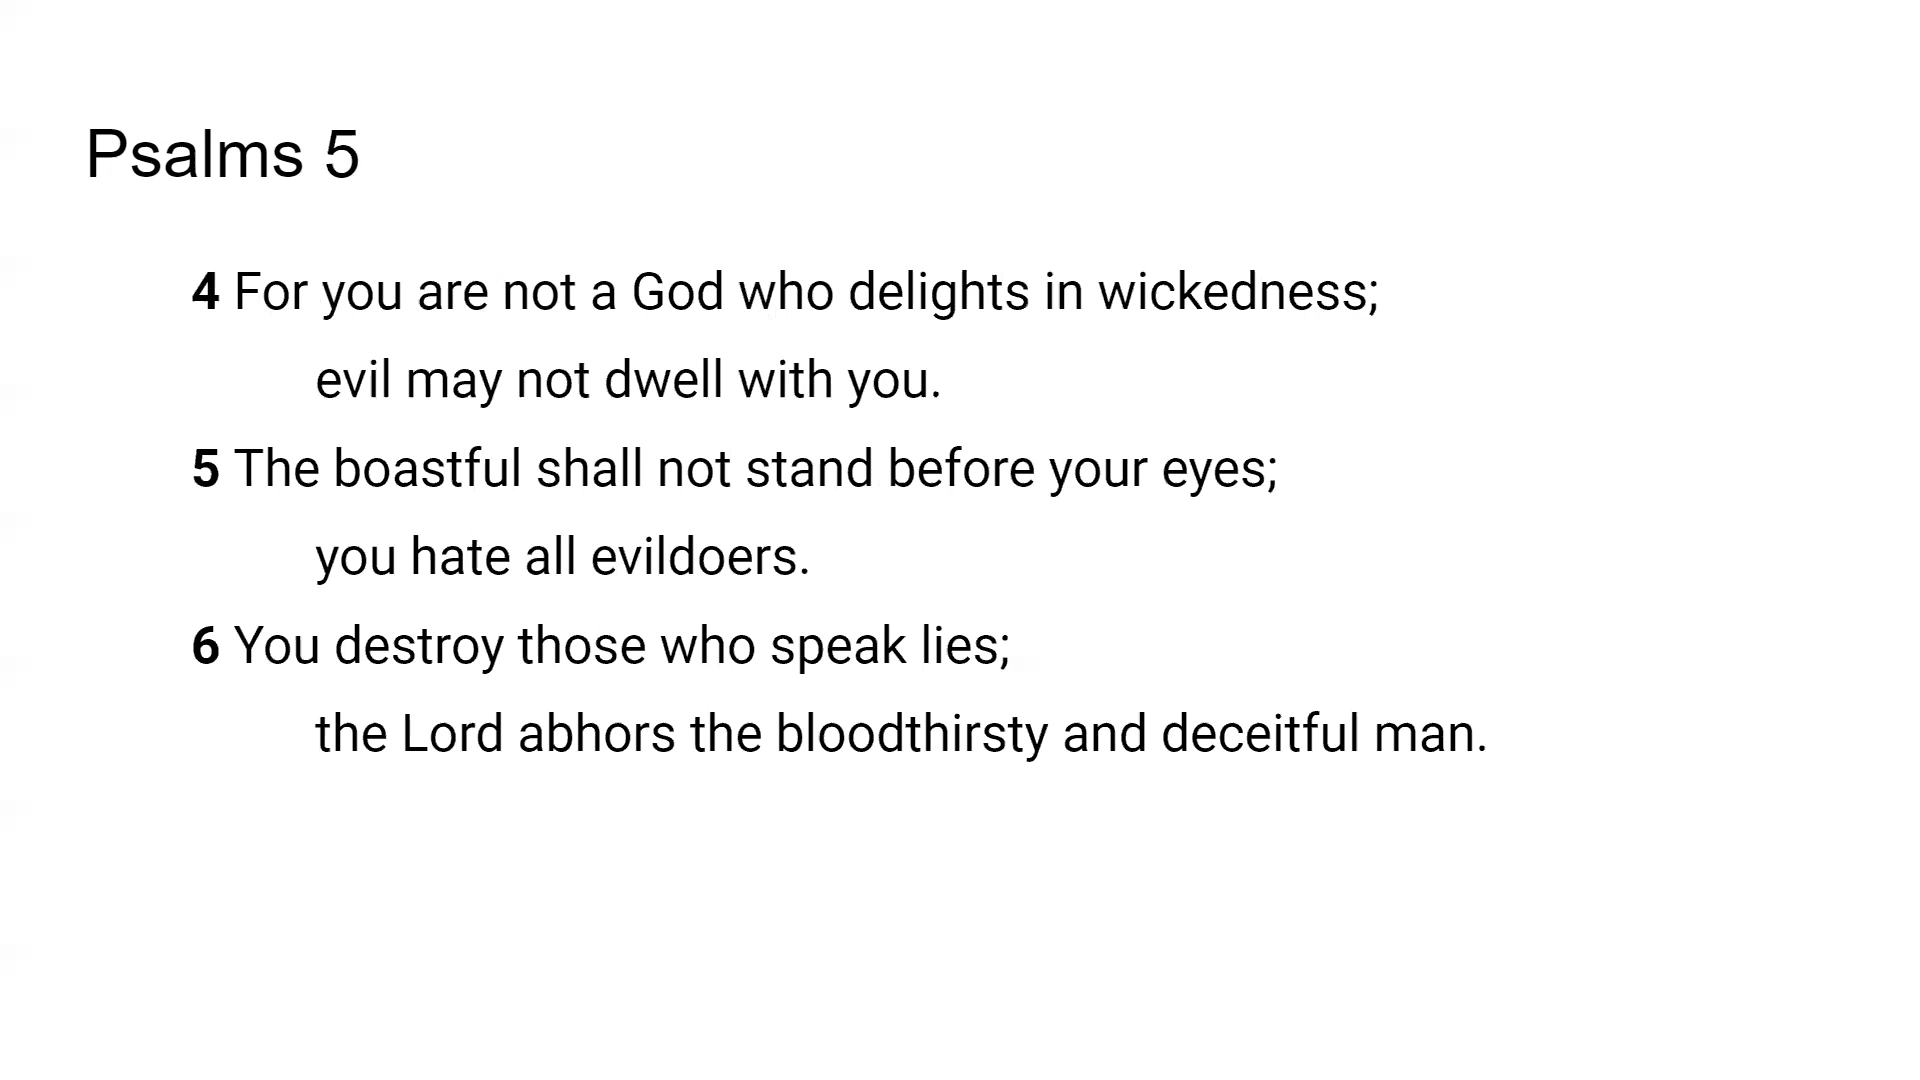 Psalms 5
4 For you are not a God who delights in wickedness;
evil may not dwell with you.
5 The boastful shall not stand before your eyes;
you hate all evildoers.
6 You destroy those who speak lies;
the Lord abhors the bloodthirsty and deceitful man.